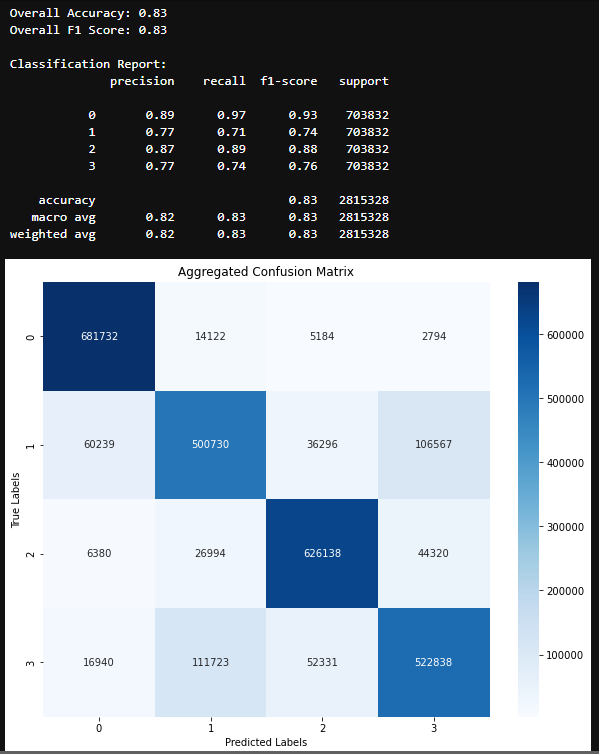 Overall Accuracy: 0.83
Overall F1 Score: 0.83
Classification Report:
precision recall f1-score support
0 0.89 0.97 0.93 703832
1 0.77 0.71 0.74 703832
2 0.87 0.89 0.88 703832
3 0.77 0.74 0.76 703832
accuracy 0.83 2815328
macro avg 0.82 0.83 0.83 2815328
weighted avg 0.82 0.83 0.83 2815328
Aggregated Confusion Matrix
0 681732 14122 5184 2794
1 60239 500730 36296 106567
2 6380 26994 626138 44320
3 16940 111723 52331 522838
0 1 2 3
Predicted Labels
True Labels
600000
500000
400000
300000
200000
100000